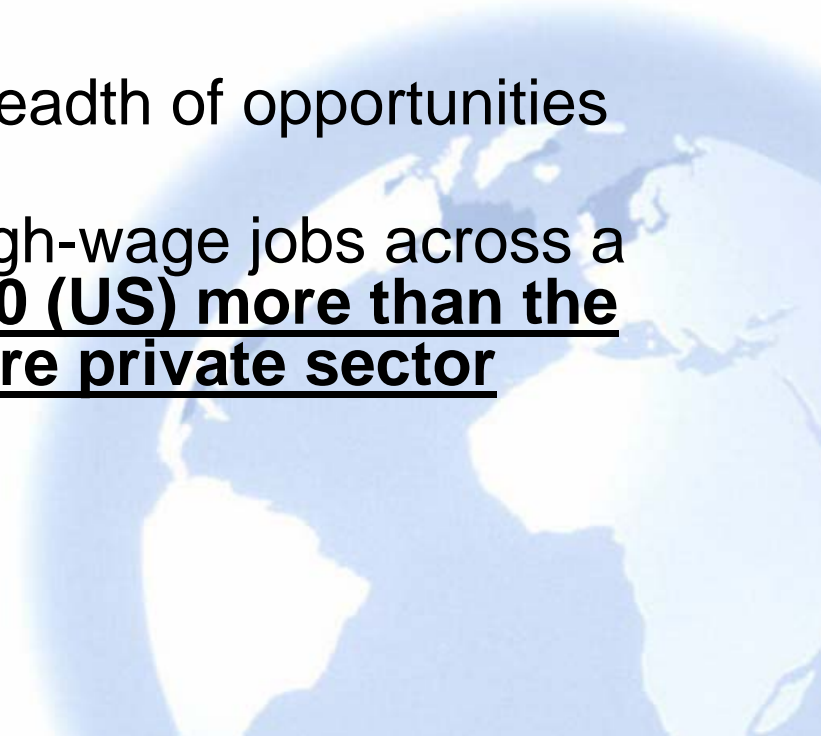 eadth of opportunities
gh-wage jobs across a
0 (US) more than the
re private sector